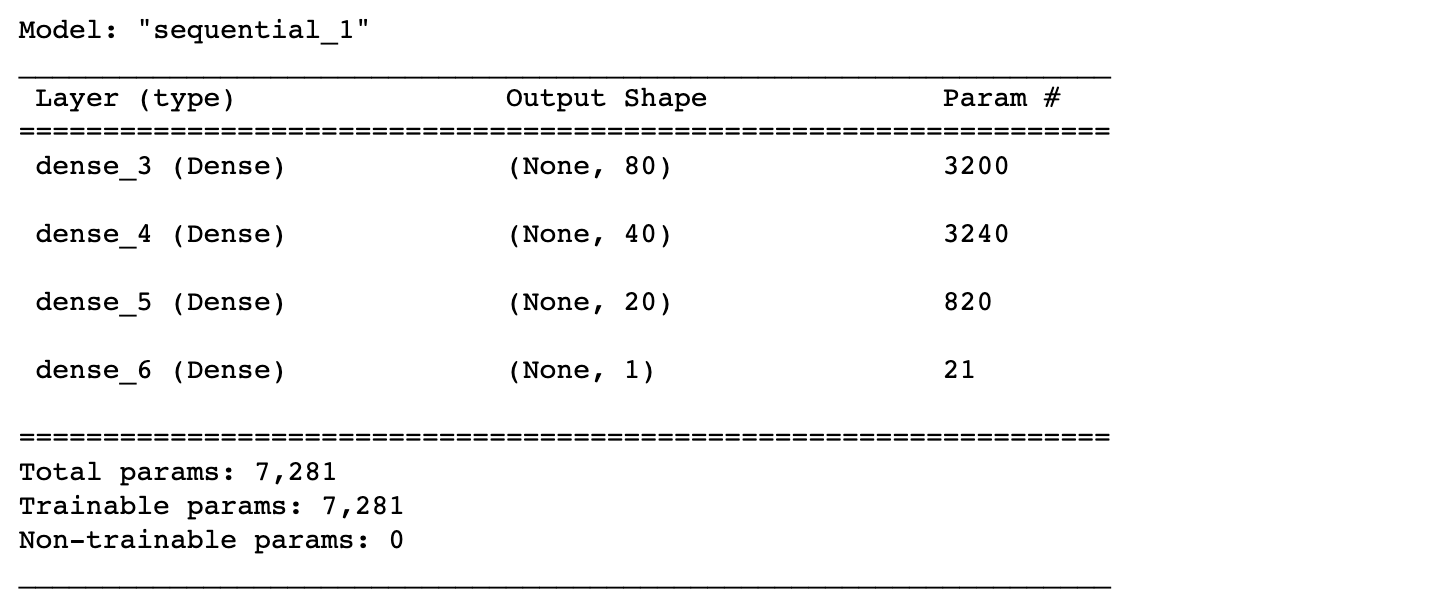 Model: "sequential_1"
Layer (type) Output Shape Param #
dense_3 (Dense) (None, 80) 3200
dense_4 (Dense) (None, 40) 3240
dense_5 (Dense) (None, 20) 820
dense_6 (Dense) (None, 1) 21
Total params: 7,281
Trainable params: 7,281
Non-trainable params: 0